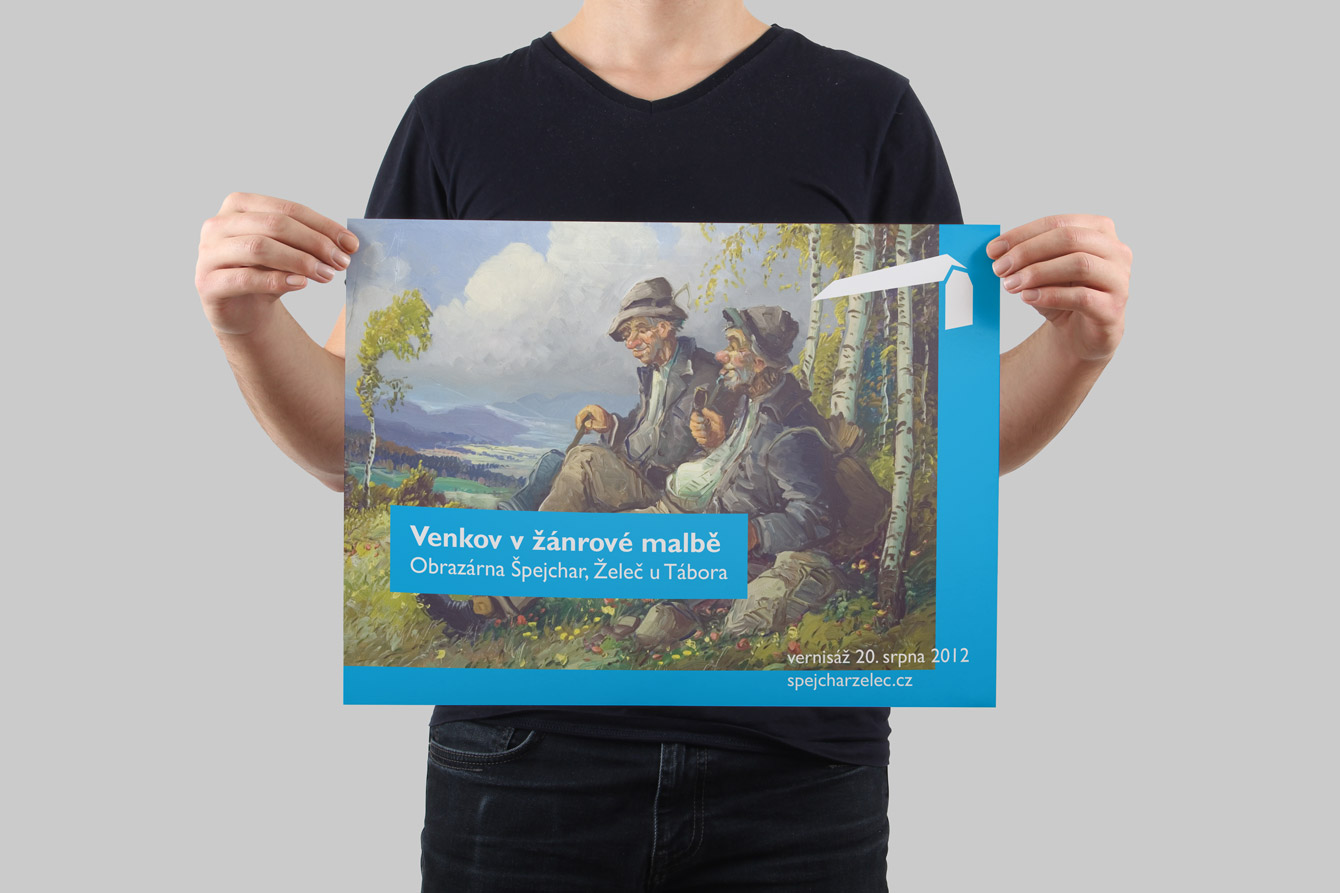 Venkov v žánrové malbě
Obrazárna Špejchar, Želeč u Tábora
vernisáž 20. srpna 2012
spejcharzelec.cz